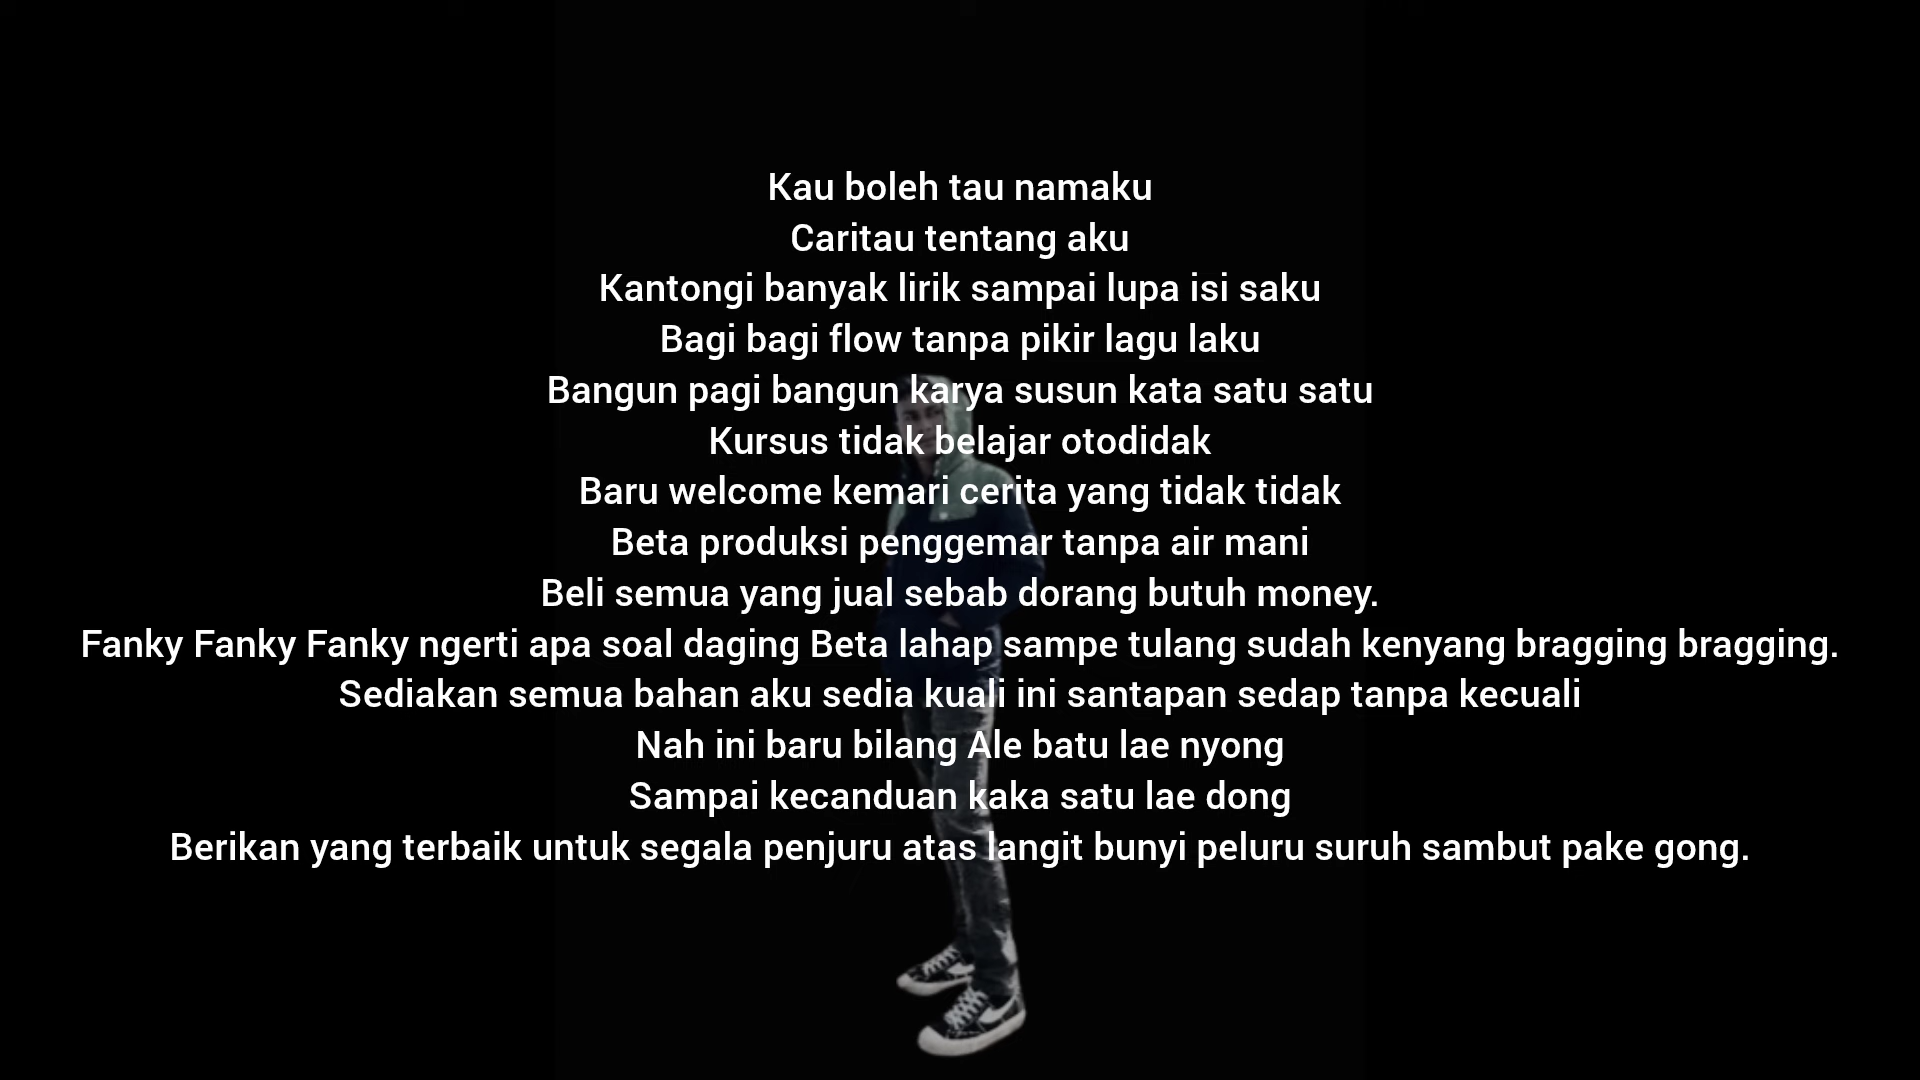 Kau boleh tau namaku
Caritau tentang aku
Kantongi banyak lirik sampai lupa isi saku
Bagi bagi flow tanpa pikir lagu laku
Bangun pagi bangun karya susun kata satu satu
Kursus tidak belajar otodidak
Baru welcome kemari cerita yang tidak tidak
Beta produksi penggemar tanpa air mani
Beli semua yang jual sebab dorang butuh money.
Fanky Fanky Fanky ngerti apa soal daging Beta lahap sampe tulang sudah kenyang bragging bragging.
Sediakan semua bahan aku sedia kuali ini santapan sedap tanpa kecuali
Nah ini baru bilang Ale batu lae nyong
Sampai kecanduan kaka satu lae dong
Berikan yang terbaik untuk segala penjuru atas langit bunyi peluru suruh sambut pake gong.